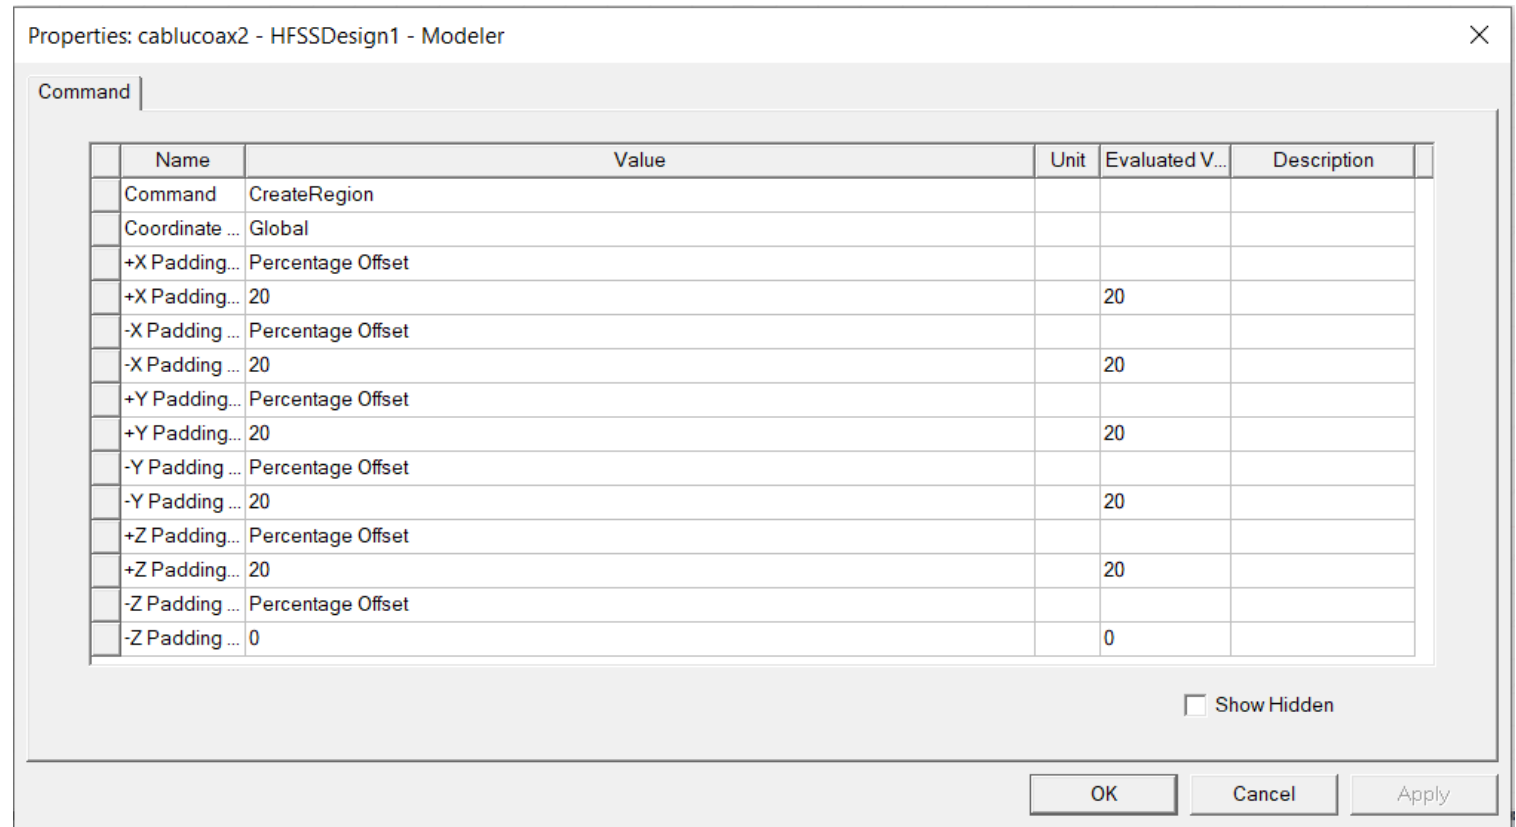 Properties: cablucoax2 - HFSSDesign1 - Modeler
Command
Name Value Unit Evaluated V... Description
Command CreateRegion
Coordinate ... Global
+X Padding... Percentage Offset
+X Padding... 20 20
-X Padding ... Percentage Offset
-X Padding ... 20 20
+Y Padding... Percentage Offset
+Y Padding... 20 20
-Y Padding ... Percentage Offset
-Y Padding ... 20 20
+Z Padding... Percentage Offset
+Z Padding... 20 20
-Z Padding ... Percentage Offset
-Z Padding ... 0 0
Show Hidden
OK Cancel Apply